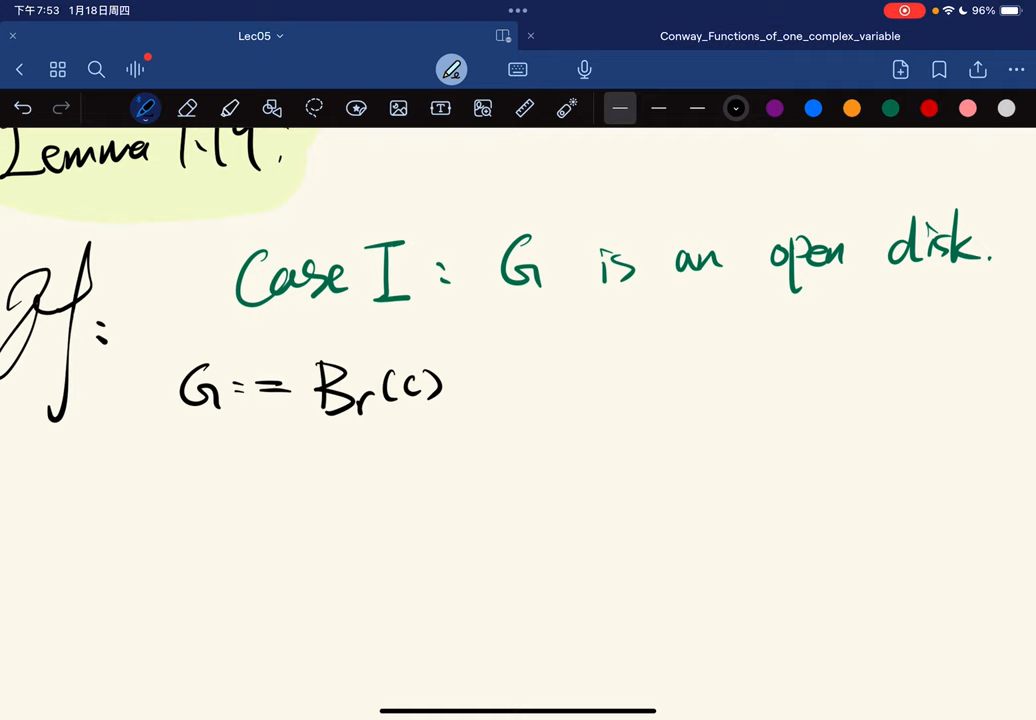 下午7:53 1月18日周四
96%
Lec05
Conway_Functions_of_one_complex_variable
Lemma 1.19.
Case I : G is an open disk.
pf:
G := Br(c)